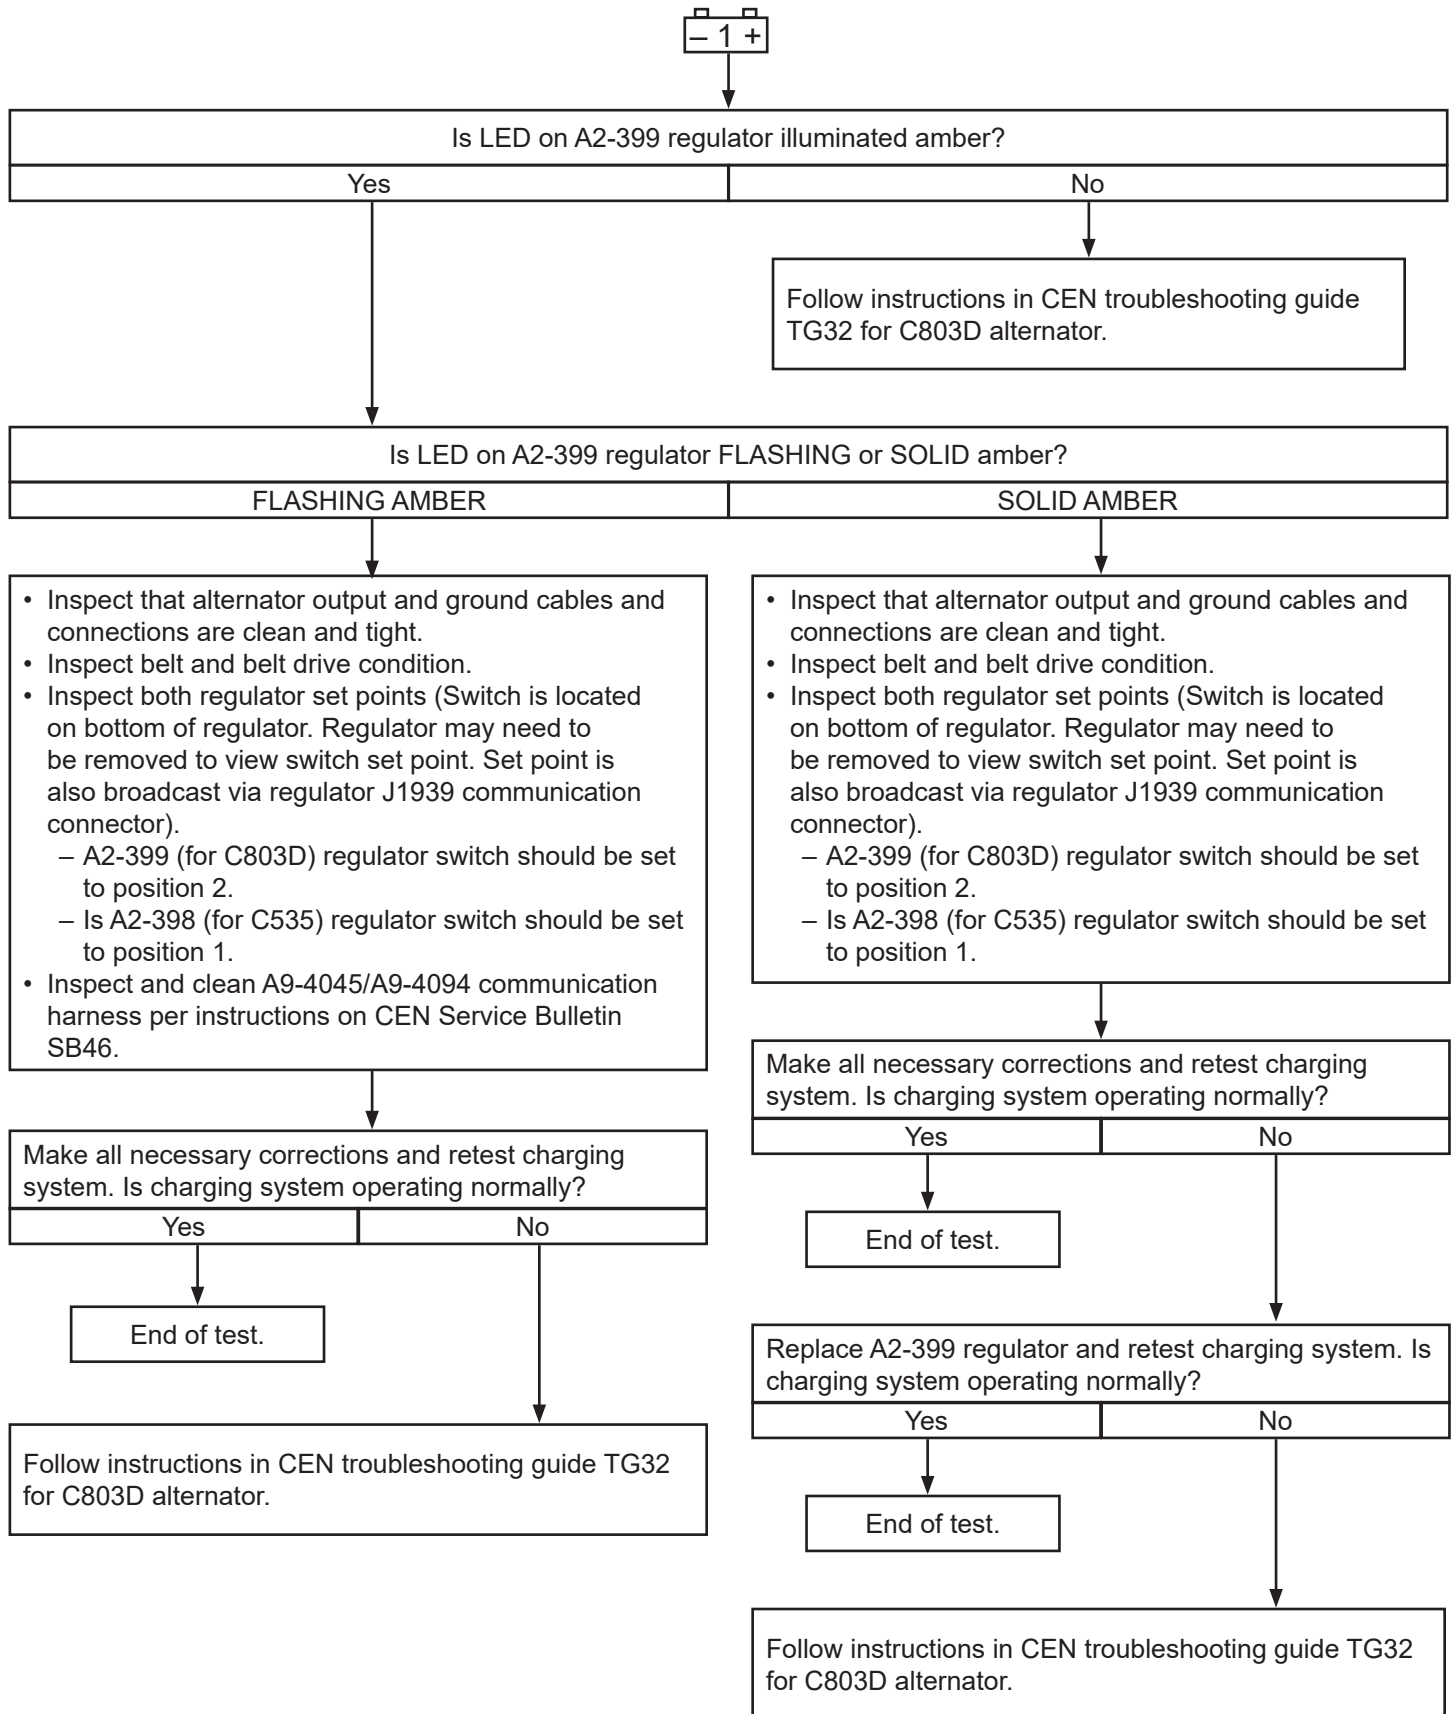 – 1 +
Is LED on A2-399 regulator illuminated amber?
Yes
No
Follow instructions in CEN troubleshooting guide
TG32 for C803D alternator.
Is LED on A2-399 regulator FLASHING or SOLID amber?
FLASHING AMBER
SOLID AMBER
• Inspect that alternator output and ground cables and
connections are clean and tight.
• Inspect belt and belt drive condition.
• Inspect both regulator set points (Switch is located
on bottom of regulator. Regulator may need to
be removed to view switch set point. Set point is
also broadcast via regulator J1939 communication
connector).
– A2-399 (for C803D) regulator switch should be set
to position 2.
– Is A2-398 (for C535) regulator switch should be set
to position 1.
• Inspect and clean A9-4045/A9-4094 communication
harness per instructions on CEN Service Bulletin
SB46.
Make all necessary corrections and retest charging
system. Is charging system operating normally?
Yes
No
End of test.
Follow instructions in CEN troubleshooting guide TG32
for C803D alternator.
• Inspect that alternator output and ground cables and
connections are clean and tight.
• Inspect belt and belt drive condition.
• Inspect both regulator set points (Switch is located
on bottom of regulator. Regulator may need to
be removed to view switch set point. Set point is
also broadcast via regulator J1939 communication
connector).
– A2-399 (for C803D) regulator switch should be set
to position 2.
– Is A2-398 (for C535) regulator switch should be set
to position 1.
Make all necessary corrections and retest charging
system. Is charging system operating normally?
Yes
No
End of test.
Replace A2-399 regulator and retest charging system. Is
charging system operating normally?
Yes
No
End of test.
Follow instructions in CEN troubleshooting guide TG32
for C803D alternator.